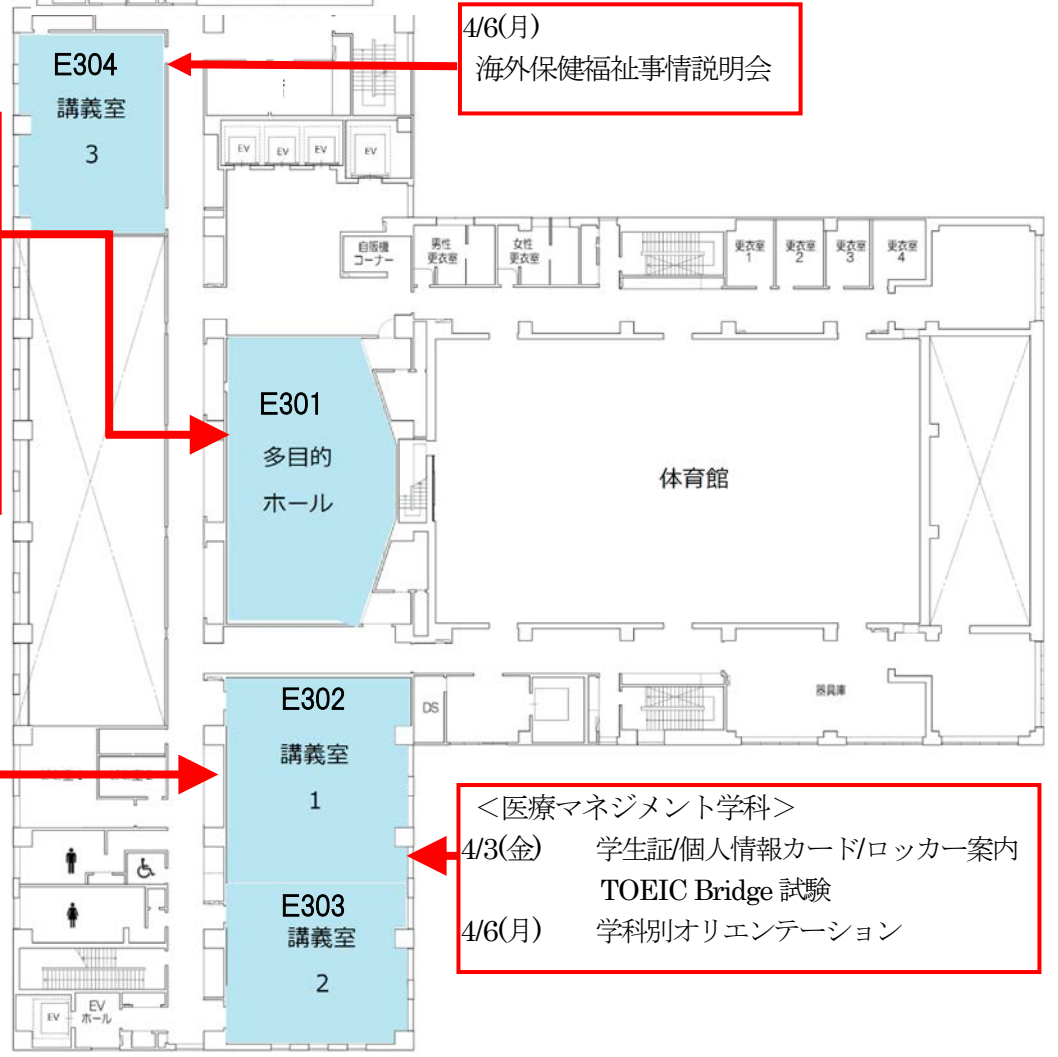 4/6(月)
海外保健福祉事情説明会
E304
講義室
3
EV
EV
EV
EV
自販機
コーナー
男性
更衣室
女性
更衣室
更衣室
1
更衣室
2
更衣室
3
更衣室
4
E301
多目的
ホール
体育館
E302
講義室
1
DS
器具庫
E303
講義室
2
<医療マネジメント学科>
4/3(金) 学生証/個人情報カード/ロッカー案内
TOEIC Bridge 試験
4/6(月) 学科別オリエンテーション
EV
EV
ホール